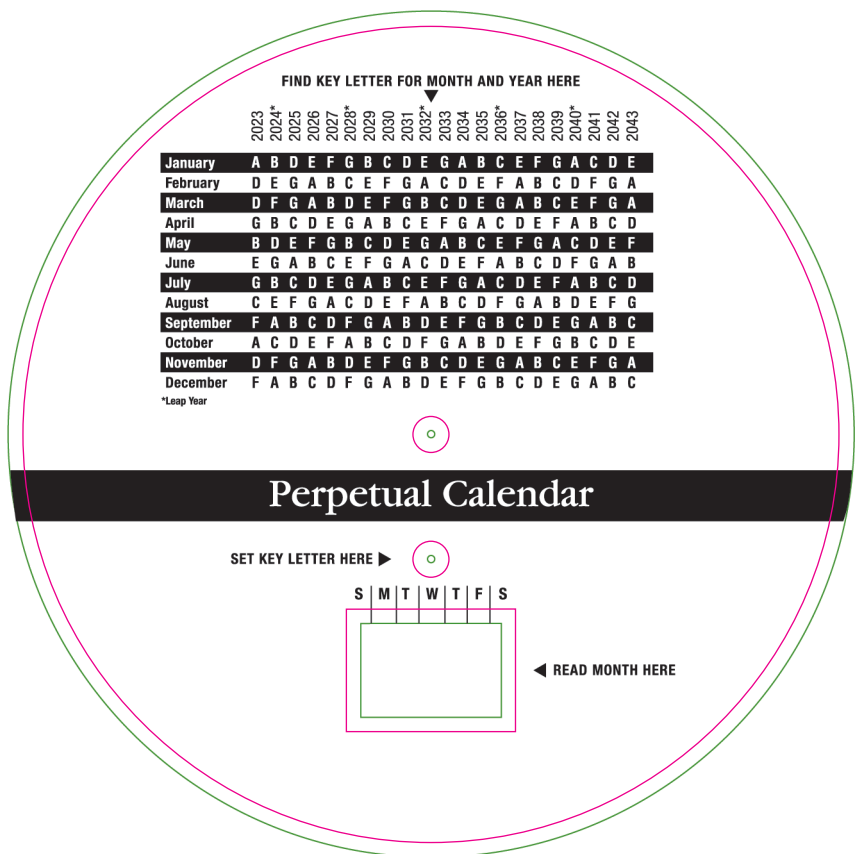 FIND KEY LETTER FOR MONTH AND YEAR HERE
2023 2024* 2025 2026 2027 2028* 2029 2030 2031 2032* 2033 2034 2035 2036* 2037 2038 2039 2040* 2041 2042 2043
January A B D E F G B C D E G A B C E F G A C D E
February D E G A B C E F G A C D E F A B C D F G A
March D F G A B D E F G B C D E G A B C E F G A
April G B C D E G A B C E F G A C D E F A B C D
May B D E F G B C D E G A B C E F G A C D E F
June E G A B C E F G A C D E F A B C D F G A B
July G B C D E G A B C E F G A C D E F A B C D
August C E F G A C D E F A B C D F G A B D E F G
September F A B C D F G A B D E F G B C D E G A B C
October A C D E F A B C D F G A B D E F G B C D E
November D F G A B D E F G B C D E G A B C E F G A
December F A B C D F G A B D E F G B C D E G A B C
*Leap Year
Perpetual Calendar
SET KEY LETTER HERE
S M T W T F S
READ MONTH HERE